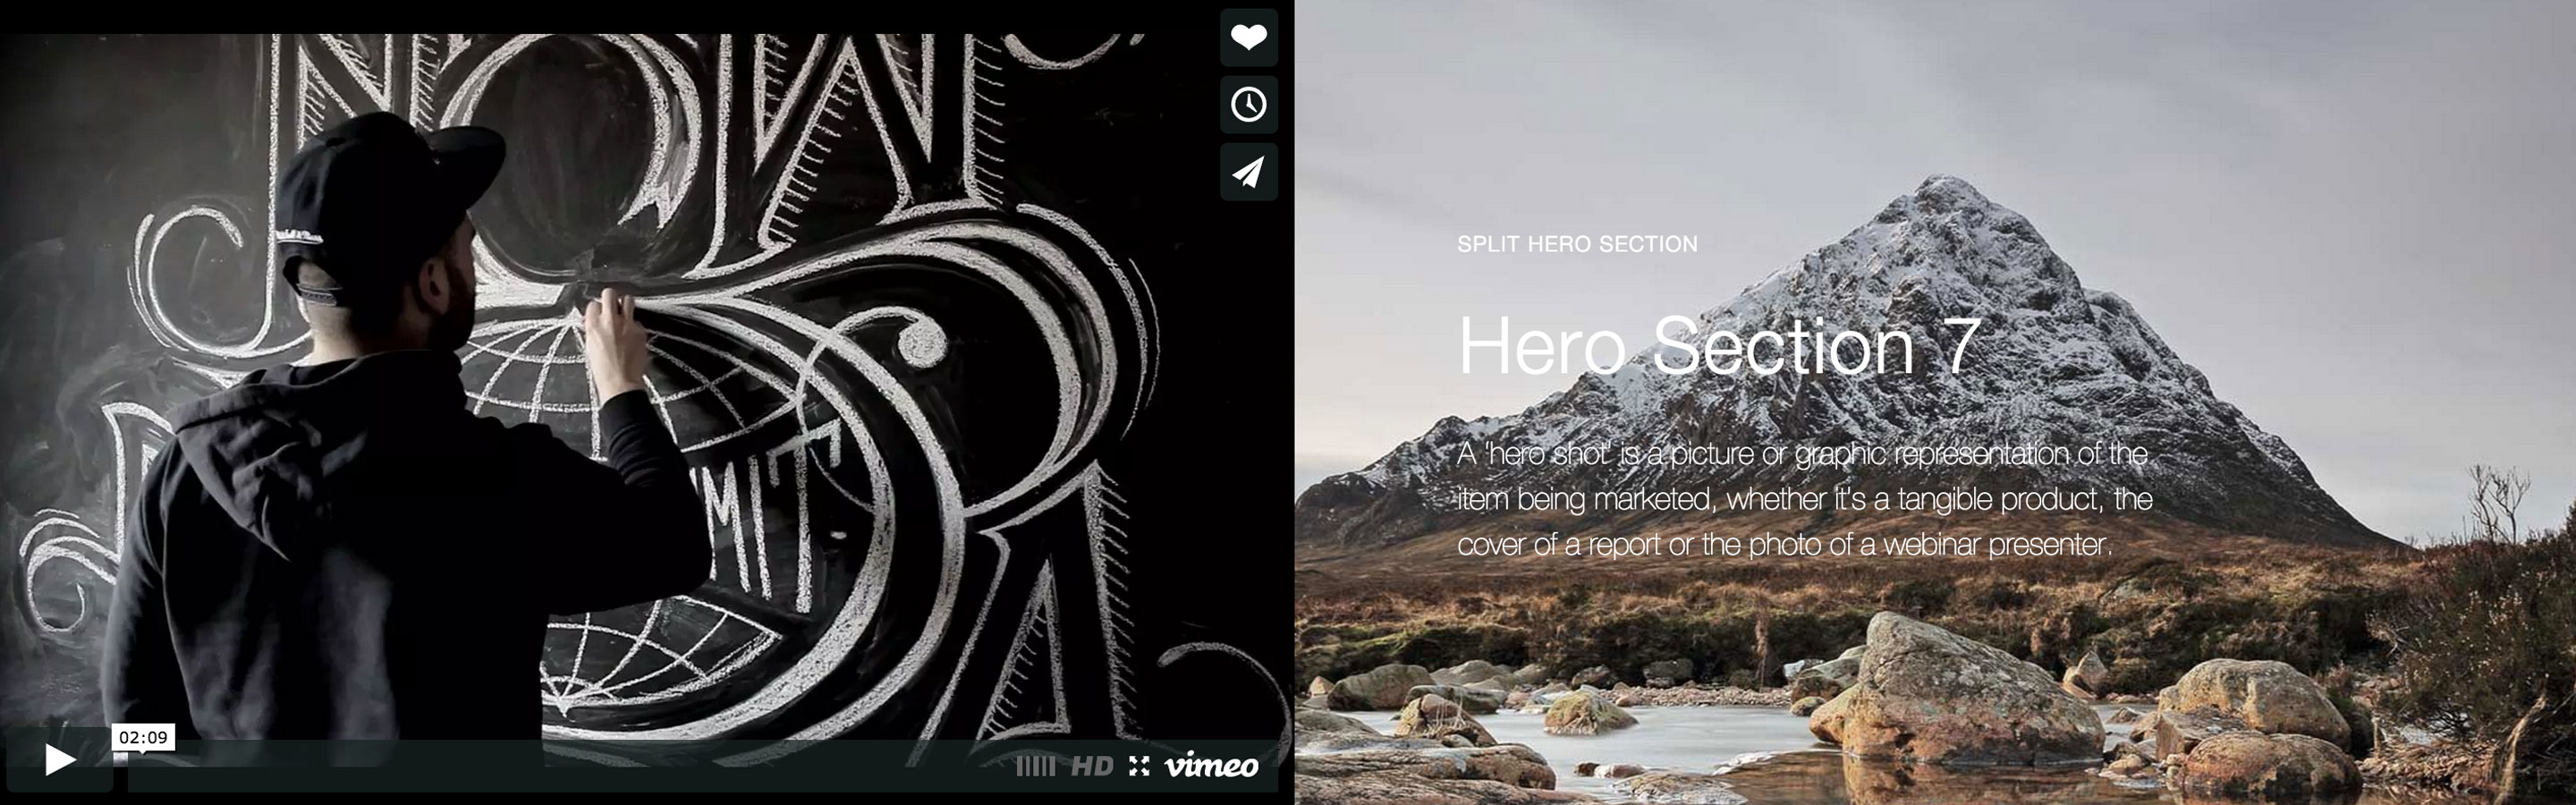 NOW
MIT
02:09
HD
vimeo
SPLIT HERO SECTION
Hero Section 7
A 'hero shot' is a picture or graphic representation of the
item being marketed, whether it's a tangible product, the
cover of a report or the photo of a webinar presenter.